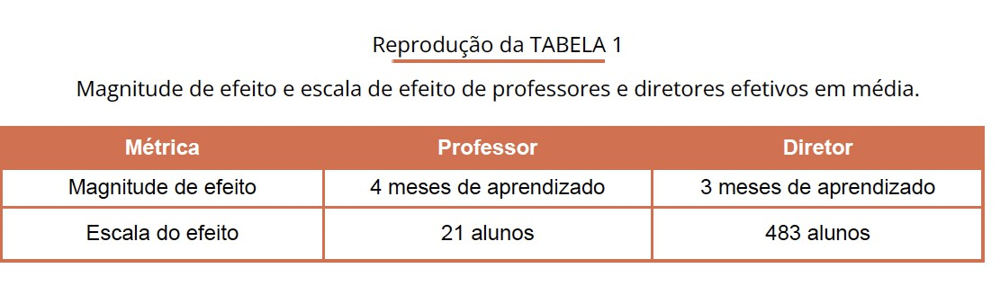 Reprodução da TABELA 1
Magnitude de efeito e escala de efeito de professores e diretores efetivos em média.
Métrica Professor Diretor
Magnitude de efeito 4 meses de aprendizado 3 meses de aprendizado
Escala do efeito 21 alunos 483 alunos